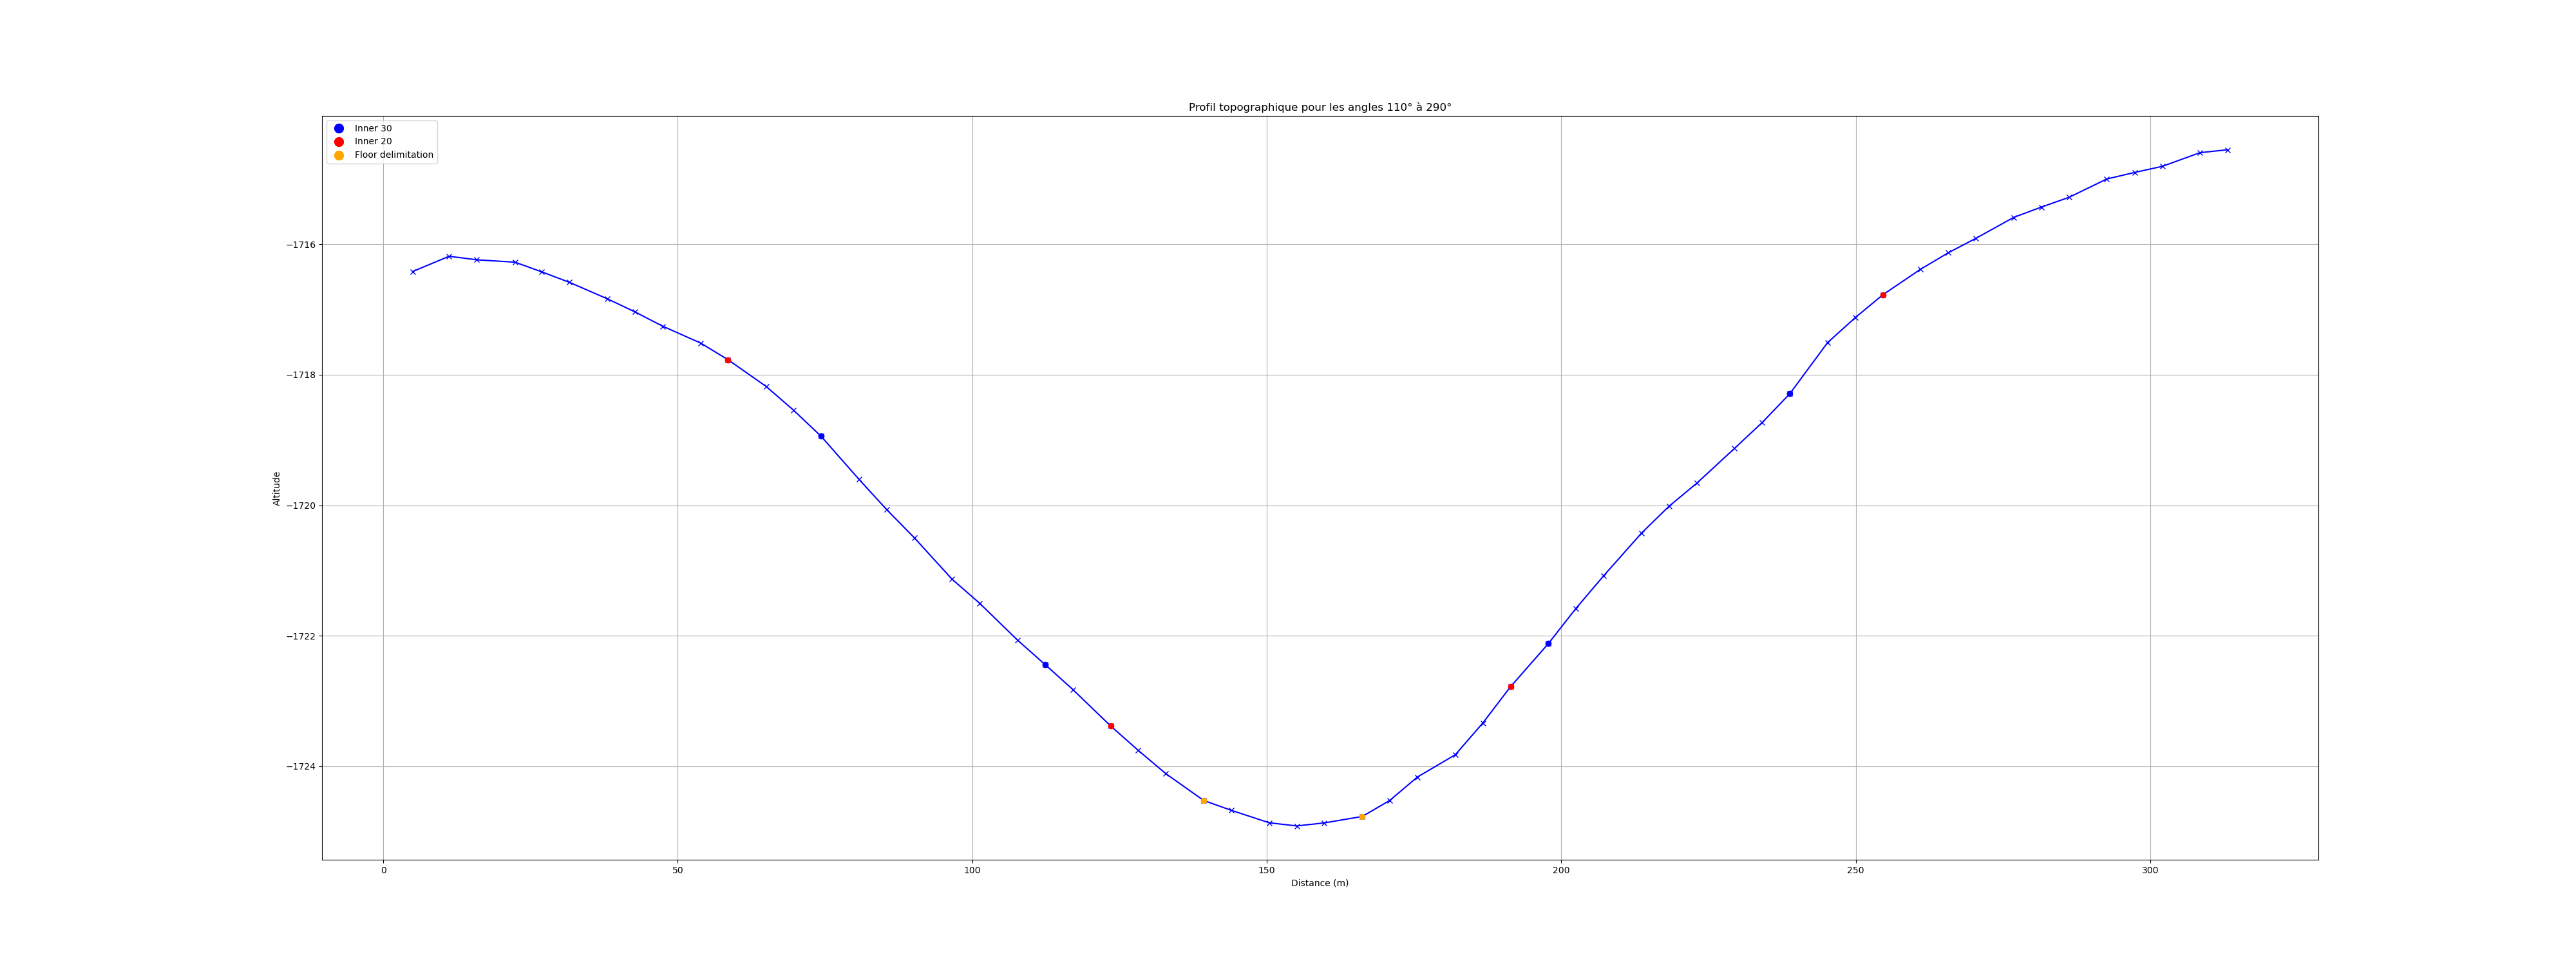 Profil topographique pour les angles 110° à 290°
Inner 30
Inner 20
Floor delimitation
Altitude
−1716
−1718
−1720
−1722
−1724
0 50 100 150 200 250 300
Distance (m)